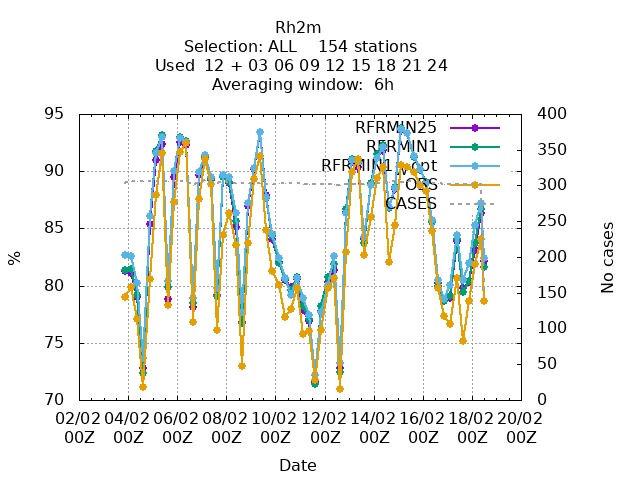 Rh2m
Selection: ALL 154 stations
Used 12 + 03 06 09 12 15 18 21 24
Averaging window: 6h
95
90
85
80
75
70
%
400
350
300
250
200
150
100
50
0
No cases
RFRMIN25
RFRMIN1
OBS
CASES
02/02 04/02 06/02 08/02 10/02 12/02 14/02 16/02 18/02 20/02
00Z 00Z 00Z 00Z 00Z 00Z 00Z 00Z 00Z 00Z
Date